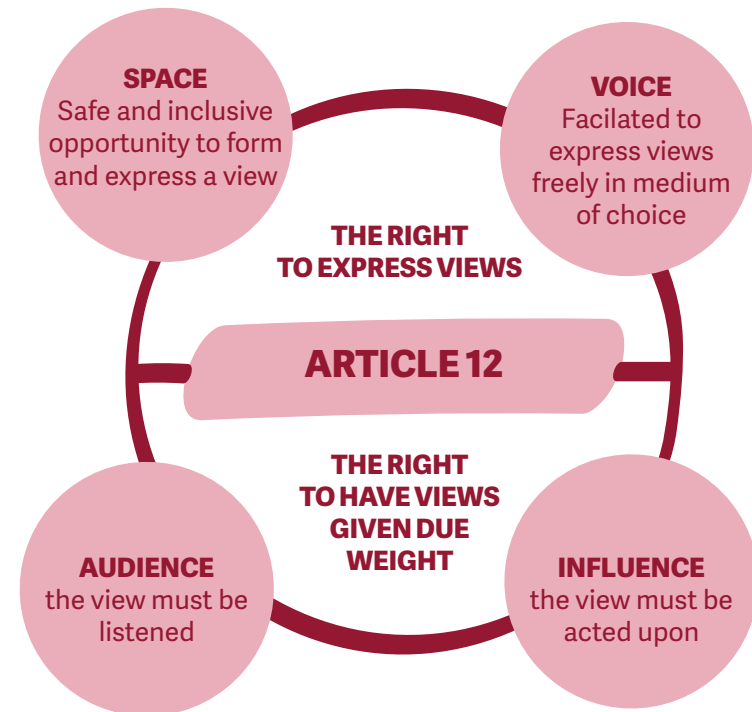 SPACE
Safe and inclusive
opportunity to form
and express a view
VOICE
Facilated to
express views
freely in medium
of choice
THE RIGHT
TO EXPRESS VIEWS
ARTICLE 12
THE RIGHT
TO HAVE VIEWS
GIVEN DUE
WEIGHT
AUDIENCE
the view must be
listened
INFLUENCE
the view must be
acted upon